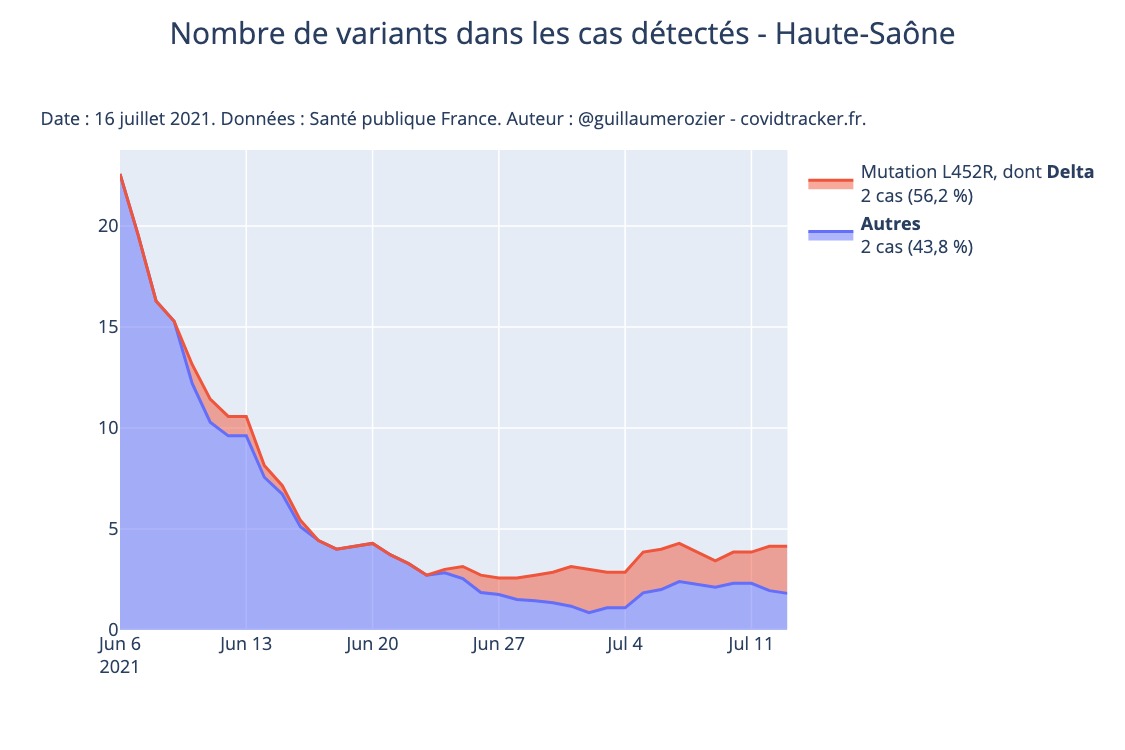 Nombre de variants dans les cas détectés - Haute-Saône
Date : 16 juillet 2021. Données : Santé publique France. Auteur : @guillaumerozier - covidtracker.fr.
Mutation L452R, dont Delta
2 cas (56,2 %)
Autres
2 cas (43,8 %)
20
15
10
5
0
Jun 6
2021
Jun 13
Jun 20
Jun 27
Jul 4
Jul 11